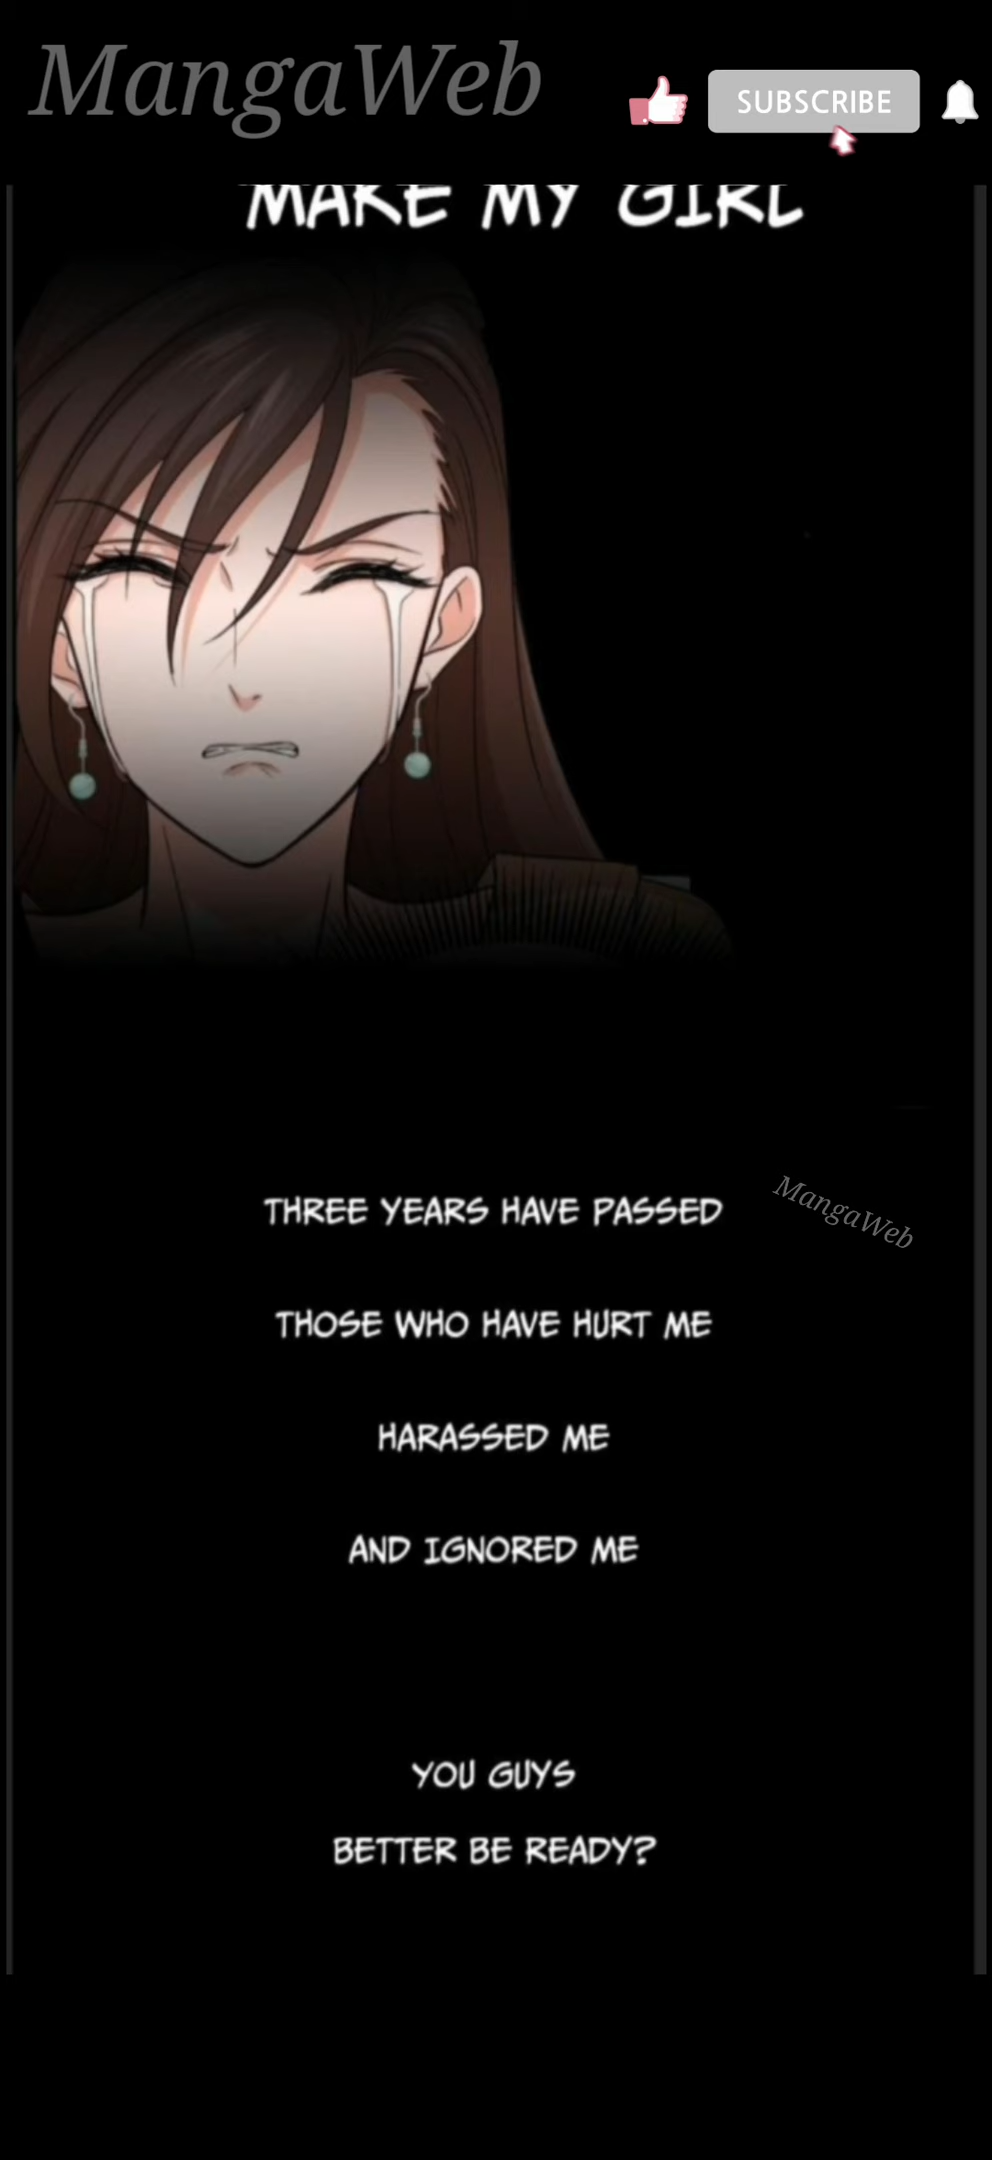 MangaWeb
SUBSCRIBE
MAKE MY GIRL
THREE YEARS HAVE PASSED
MangaWeb
THOSE WHO HAVE HURT ME
HARASSED ME
AND IGNORED ME
YOU GUYS
BETTER BE READY?